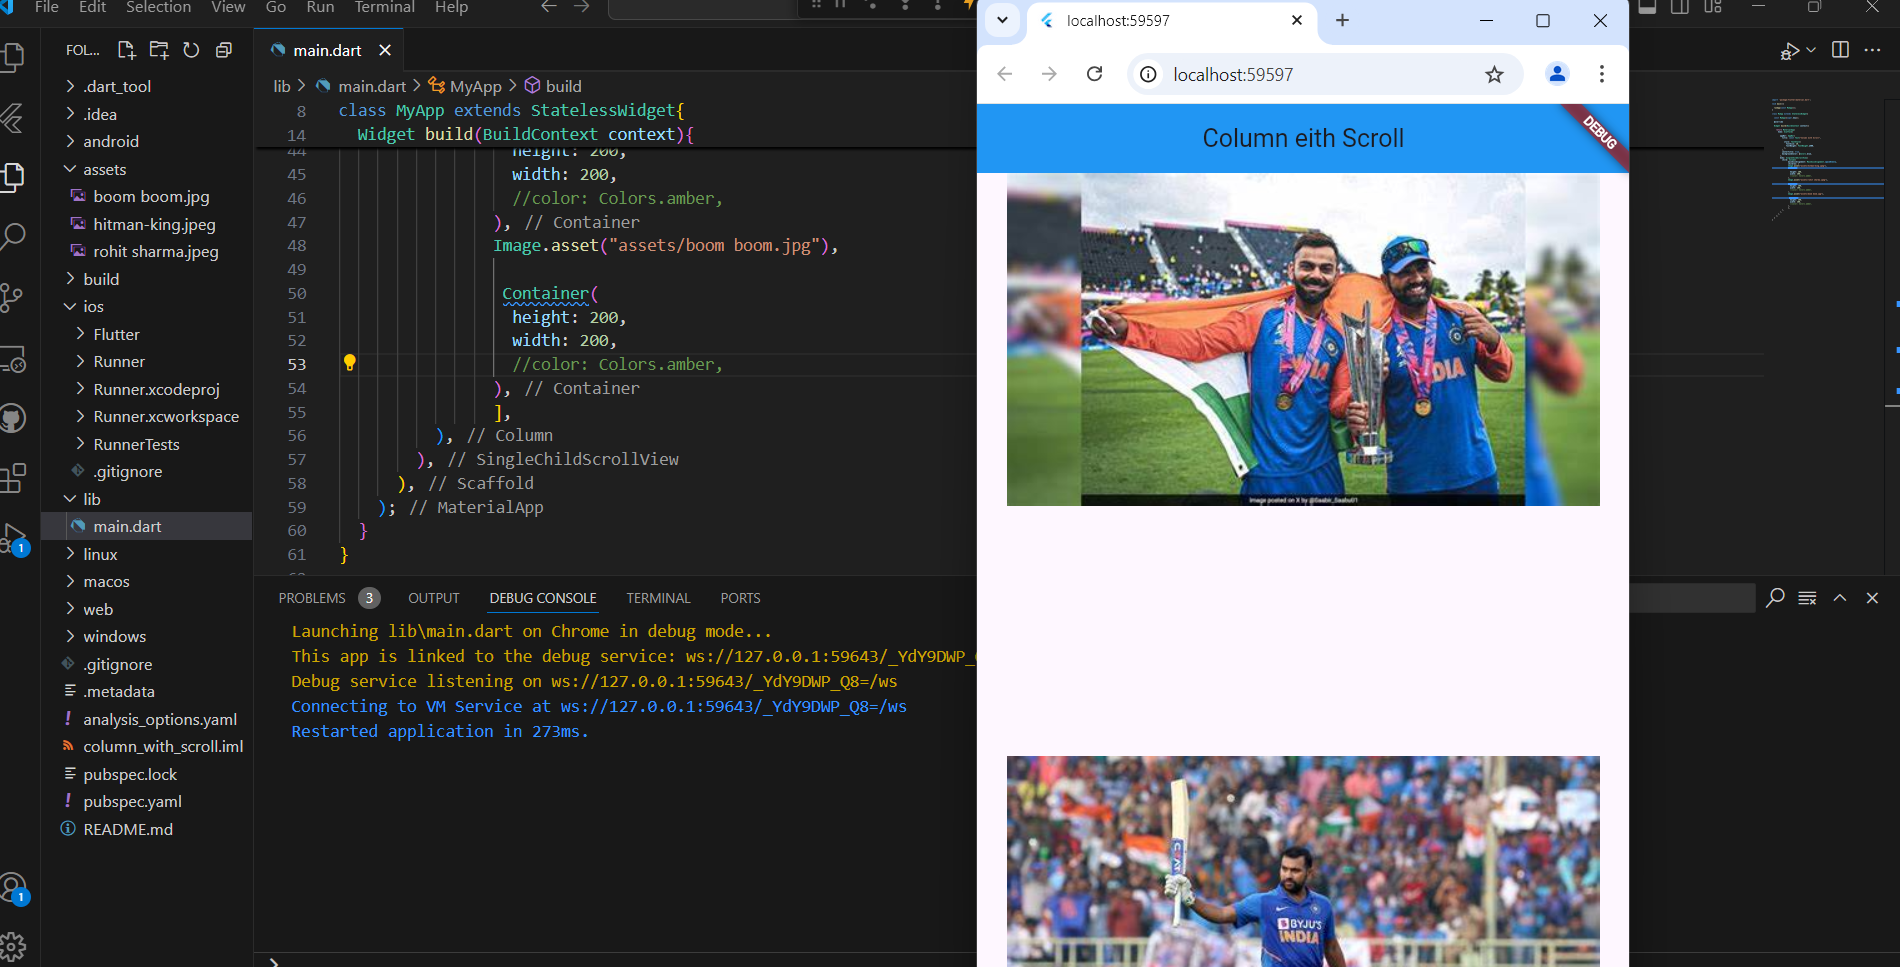 File Edit Selection View Go Run Terminal Help
FOL...
.dart_tool
.idea
android
assets
boom boom.jpg
hitman-king.jpeg
rohit sharma.jpeg
build
ios
Flutter
Runner
Runner.xcodeproj
Runner.xcworkspace
RunnerTests
.gitignore
lib
main.dart
linux
macos
web
windows
.gitignore
.metadata
analysis_options.yaml
column_with_scroll.iml
pubspec.lock
pubspec.yaml
README.md
1
1
main.dart
lib > main.dart > MyApp > build
8 class MyApp extends StatelessWidget{
14 Widget build(BuildContext context){
44 height: 200,
45 width: 200,
46 //color: Colors.amber,
47 ), // Container
48 Image.asset("assets/boom boom.jpg"),
49
50 Container(
51 height: 200,
52 width: 200,
53 //color: Colors.amber,
54 ), // Container
55 ],
56 ), // Column
57 ), // SingleChildScrollView
58 ), // Scaffold
59 ); // MaterialApp
60 }
61 }
PROBLEMS 3 OUTPUT DEBUG CONSOLE TERMINAL PORTS
Launching lib\main.dart on Chrome in debug mode...
This app is linked to the debug service: ws://127.0.0.1:59643/_YdY9DWP_
Debug service listening on ws://127.0.0.1:59643/_YdY9DWP_Q8=/ws
Connecting to VM Service at ws://127.0.0.1:59643/_YdY9DWP_Q8=/ws
Restarted application in 273ms.
localhost:59597
localhost:59597
Column eith Scroll
DEBUG
INDIA
INDIA
Image posted on X by @Saabir_Saabu01
CEAT
BYJU'S
INDIA